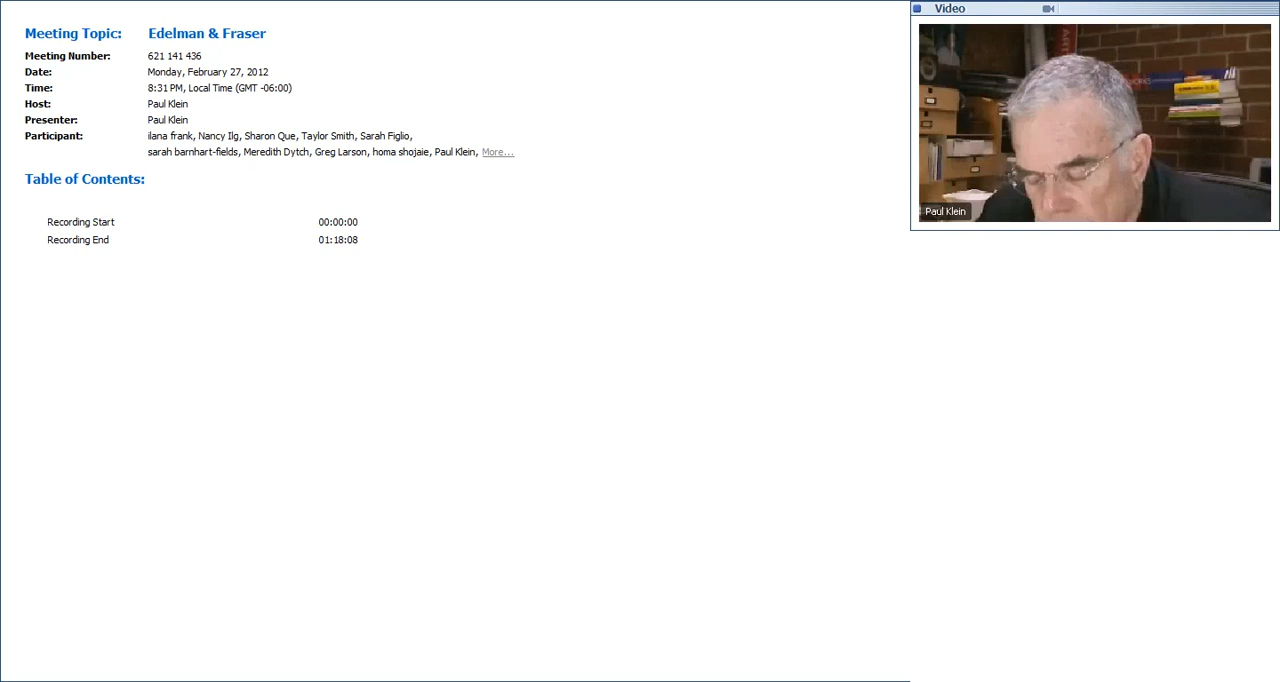 Meeting Topic: Edelman & Fraser
Meeting Number: 621 141 436
Date: Monday, February 27, 2012
Time: 8:31 PM, Local Time (GMT -06:00)
Host: Paul Klein
Presenter: Paul Klein
Participant: ilana frank, Nancy Ilg, Sharon Que, Taylor Smith, Sarah Figlio,
sarah barnhart-fields, Meredith Dytch, Greg Larson, homa shojaie, Paul Klein, More...
Table of Contents:
Recording Start 00:00:00
Recording End 01:18:08
Video
ART
Paul Klein